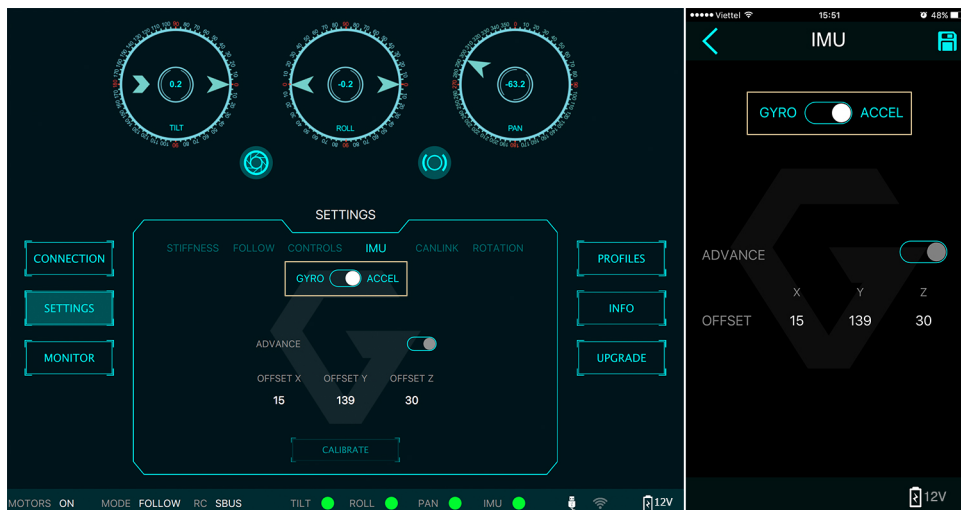 0.2
TILT
-0.2
ROLL
-63.2
PAN
SETTINGS
STIFFNESS FOLLOW CONTROLS IMU CANLINK ROTATION
GYRO ACCEL
ADVANCE
OFFSET X OFFSET Y OFFSET Z
15 139 30
CALIBRATE
CONNECTION
SETTINGS
MONITOR
PROFILES
INFO
UPGRADE
MOTORS ON MODE FOLLOW RC SBUS TILT ROLL PAN IMU 12V
Viettel 15:51 48%
IMU
GYRO ACCEL
ADVANCE
X Y Z
OFFSET 15 139 30
12V